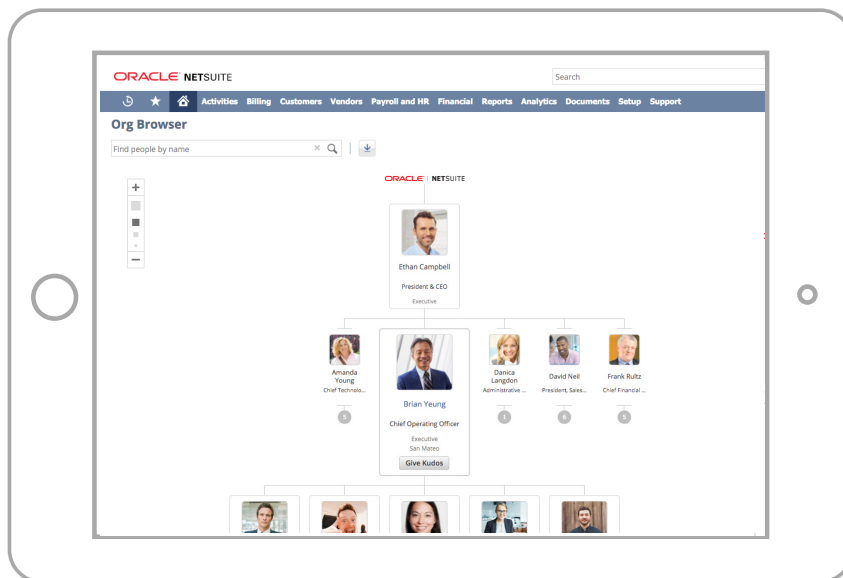 ORACLE NETSUITE
Search
Activities Billing Customers Vendors Payroll and HR Financial Reports Analytics Documents Setup Support
Org Browser
Find people by name
ORACLE | NETSUITE
Ethan Campbell
President & CEO
Executive
Amanda
Young
Chief Technolo...
5
Brian Yeung
Chief Operating Officer
Executive
San Mateo
Give Kudos
Danica
Langdon
Administrative ...
1
David Neil
President, Sales...
6
Frank Rultz
Chief Financial ...
5